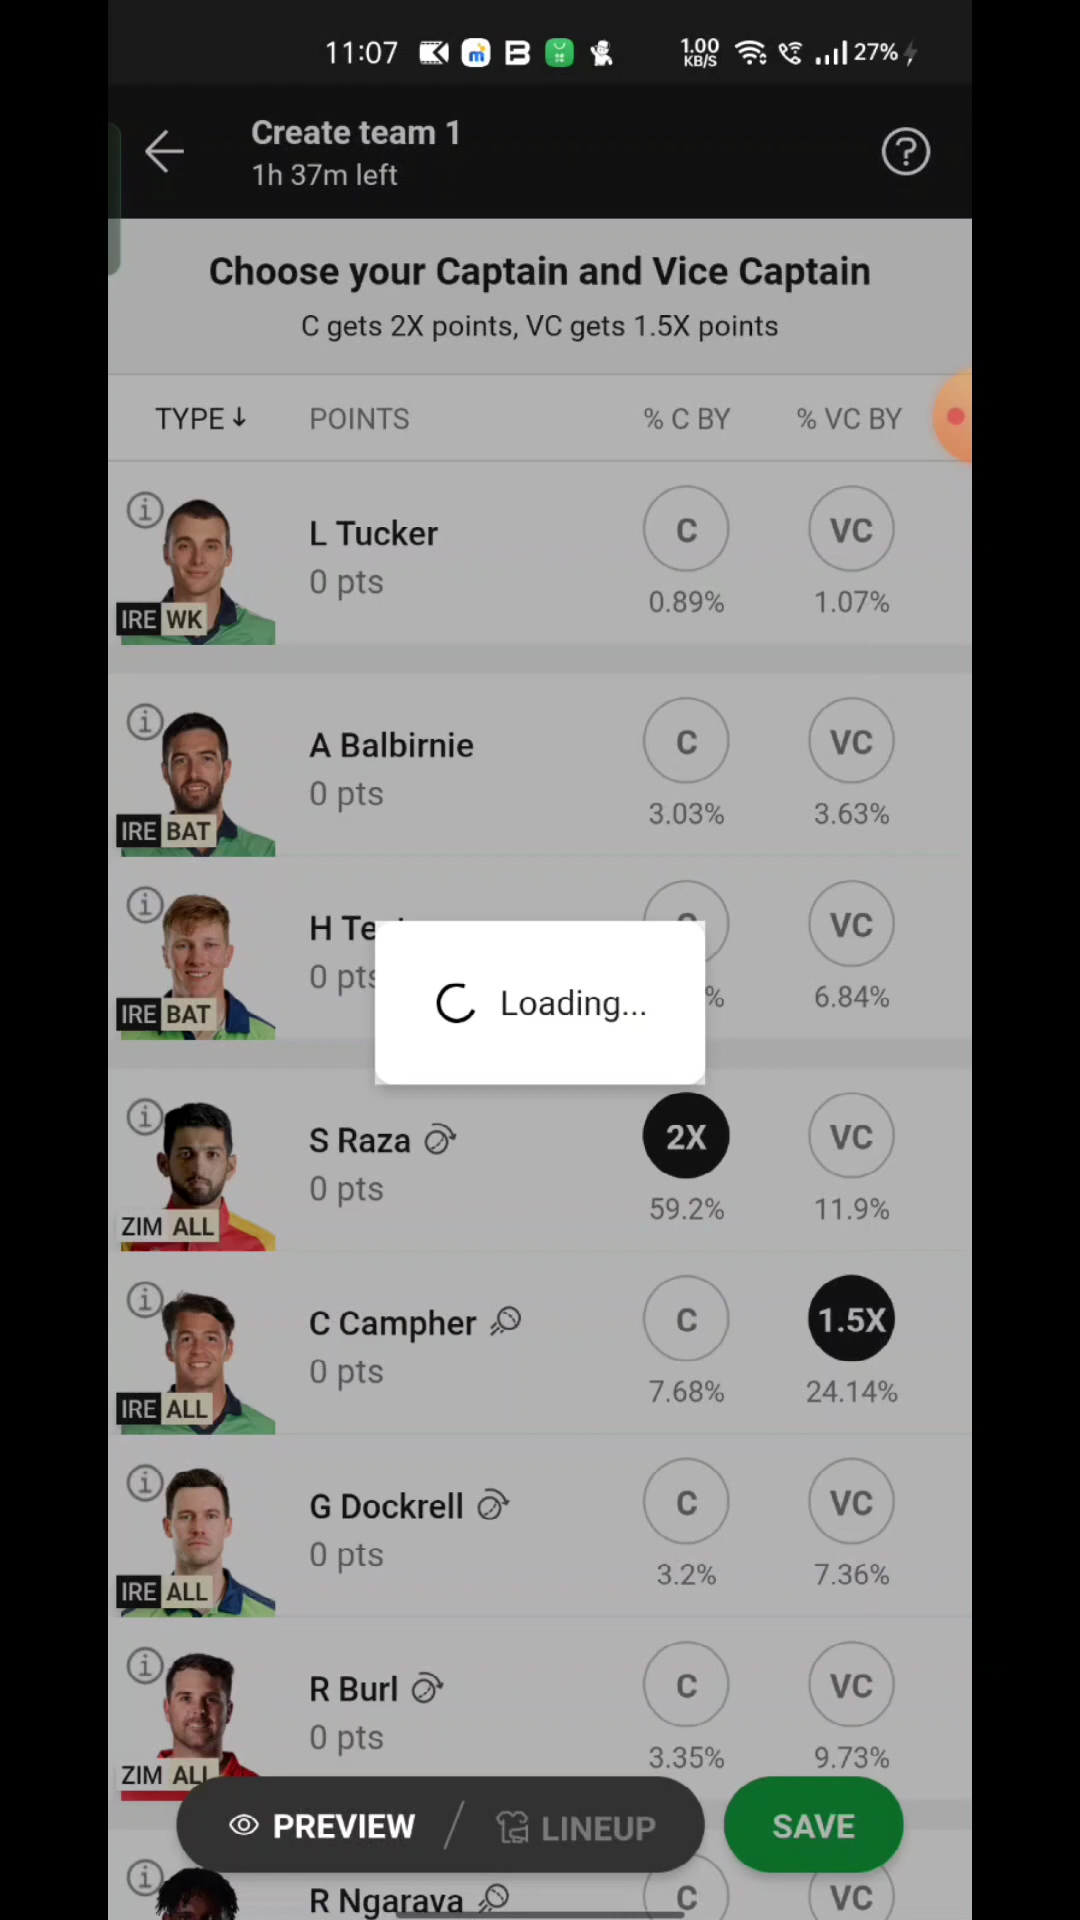 11:07
1.00
KB/S
27%
Create team 1
1h 37m left
Choose your Captain and Vice Captain
C gets 2X points, VC gets 1.5X points
TYPE↓ POINTS % C BY % VC BY
L Tucker C VC
0 pts 0.89% 1.07%
IRE WK
A Balbirnie C VC
0 pts 3.03% 3.63%
IRE BAT
H Te VC
0 pts % 6.84%
IRE BAT
Loading...
S Raza 2X VC
0 pts 59.2% 11.9%
ZIM ALL
C Campher C 1.5X
0 pts 7.68% 24.14%
IRE ALL
G Dockrell C VC
0 pts 3.2% 7.36%
IRE ALL
R Burl C VC
0 pts 3.35% 9.73%
ZIM ALL
PREVIEW / LINEUP SAVE
R Ngarava C VC